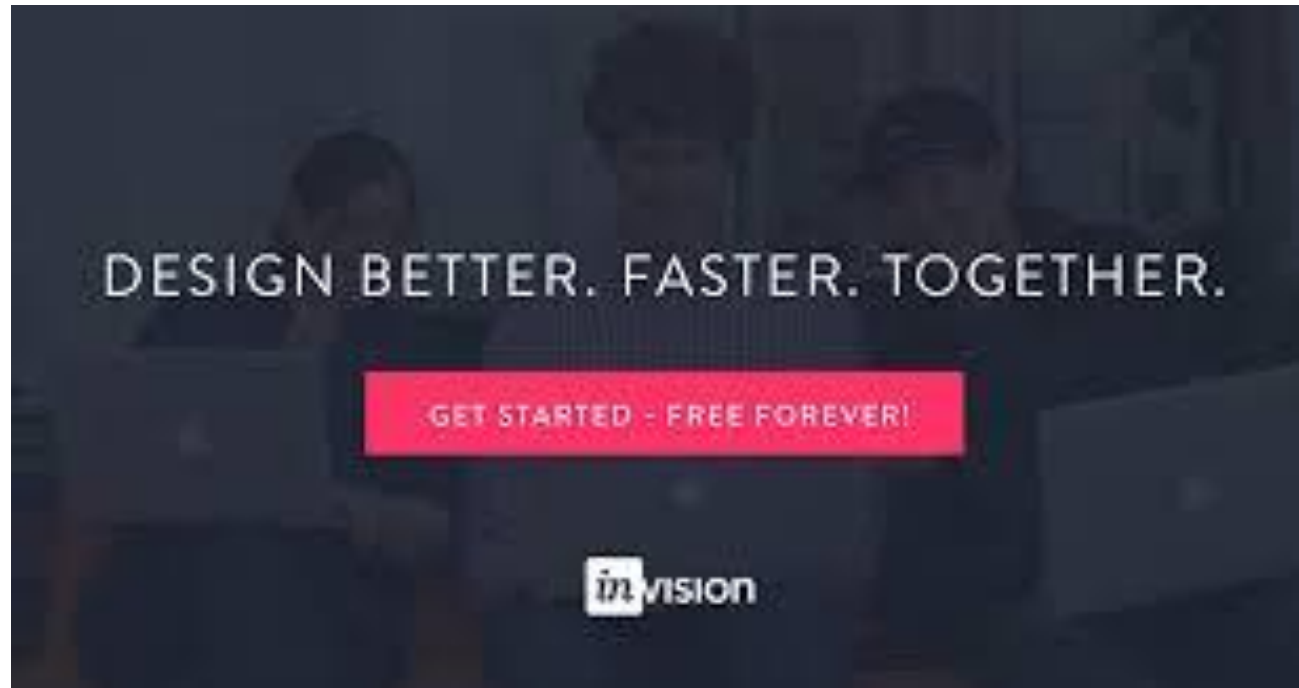 DESIGN BETTER. FASTER. TOGETHER.
GET STARTED - FREE FOREVER!
invision